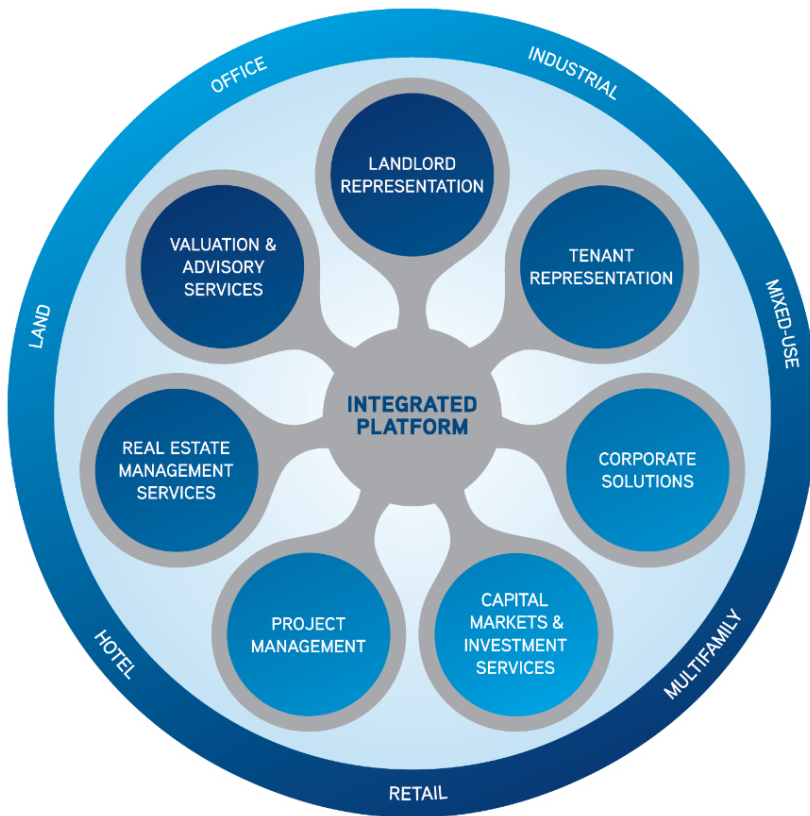 OFFICE
INDUSTRIAL
MIXED-USE
MULTIFAMILY
RETAIL
HOTEL
LAND
LANDLORD
REPRESENTATION
TENANT
REPRESENTATION
CORPORATE
SOLUTIONS
CAPITAL
MARKETS &
INVESTMENT
SERVICES
PROJECT
MANAGEMENT
REAL ESTATE
MANAGEMENT
SERVICES
VALUATION &
ADVISORY
SERVICES
INTEGRATED
PLATFORM